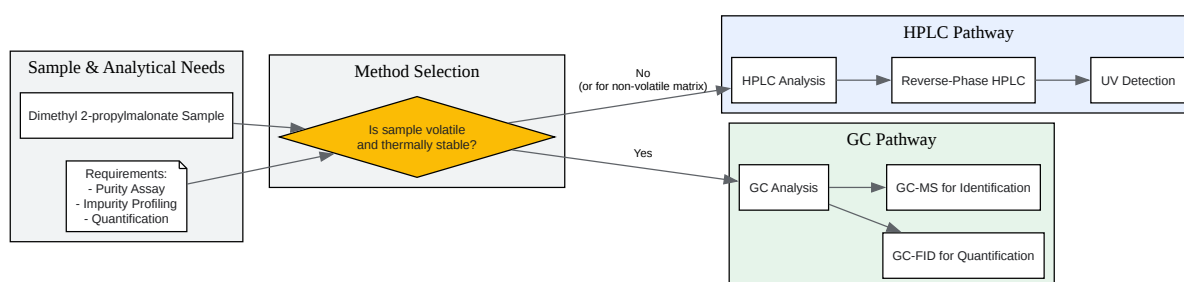 Sample & Analytical Needs
Dimethyl 2-propylmalonate Sample
Requirements:
- Purity Assay
- Impurity Profiling
- Quantification
Method Selection
Is sample volatile
and thermally stable?
No
(or for non-volatile matrix)
Yes
HPLC Pathway
HPLC Analysis
Reverse-Phase HPLC
UV Detection
GC Pathway
GC Analysis
GC-MS for Identification
GC-FID for Quantification